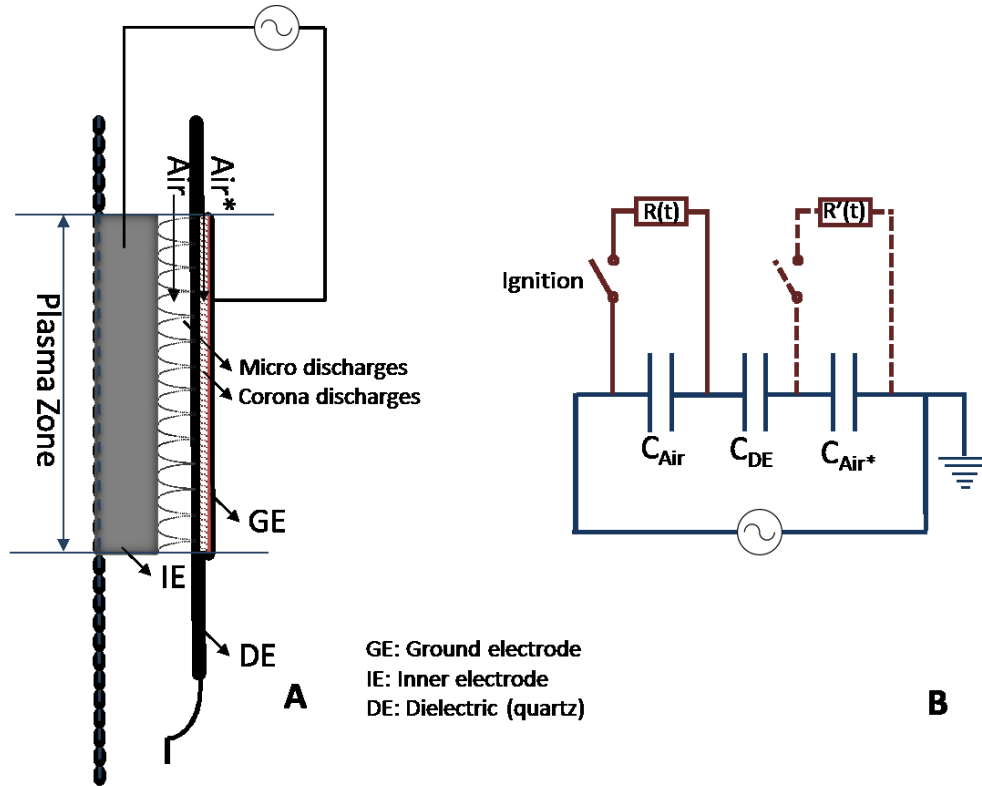 Air
Air*
Plasma Zone
Micro discharges
Corona discharges
GE
IE
DE
GE: Ground electrode
IE: Inner electrode
DE: Dielectric (quartz)
A
R(t)
R'(t)
Ignition
CAir
CDE
CAir*
B